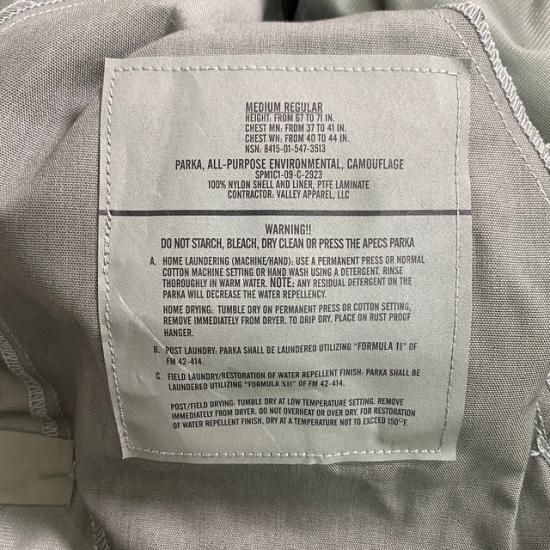 MEDIUM REGULAR
HEIGHT: FROM 67 TO 71 IN.
CHEST MN: FROM 37 TO 41 IN.
CHEST WN: FROM 40 TO 44 IN.
NSN: 8415-01-547-3513
PARKA, ALL-PURPOSE ENVIRONMENTAL, CAMOUFLAGE
SPM1C1-09-C-2923
100% NYLON SHELL AND LINER, PTFE LAMINATE
CONTRACTOR: VALLEY APPAREL, LLC
WARNING!!
DO NOT STARCH, BLEACH, DRY CLEAN OR PRESS THE APECS PARKA
A. HOME LAUNDERING (MACHINE/HAND): USE A PERMANENT PRESS OR NORMAL
COTTON MACHINE SETTING OR HAND WASH USING A DETERGENT. RINSE
THOROUGHLY IN WARM WATER. NOTE: ANY RESIDUAL DETERGENT ON THE
PARKA WILL DECREASE THE WATER REPELLENCY.
HOME DRYING: TUMBLE DRY ON PERMANENT PRESS OR COTTON SETTING,
REMOVE IMMEDIATELY FROM DRYER. TO DRIP DRY, PLACE ON RUST PROOF
HANGER.
B. POST LAUNDRY: PARKA SHALL BE LAUNDERED UTILIZING "FORMULA II" OF
FM 42-414.
C. FIELD LAUNDRY/RESTORATION OF WATER REPELLENT FINISH: PARKA SHALL BE
LAUNDERED UTILIZING "FORMULA XII" OF FM 42-414.
POST/FIELD DRYING: TUMBLE DRY AT LOW TEMPERATURE SETTING. REMOVE
IMMEDIATELY FROM DRYER. DO NOT OVERHEAT OR OVER DRY. FOR RESTORATION
OF WATER REPELLENT FINISH, DRY AT A TEMPERATURE NOT TO EXCEED 150°F.